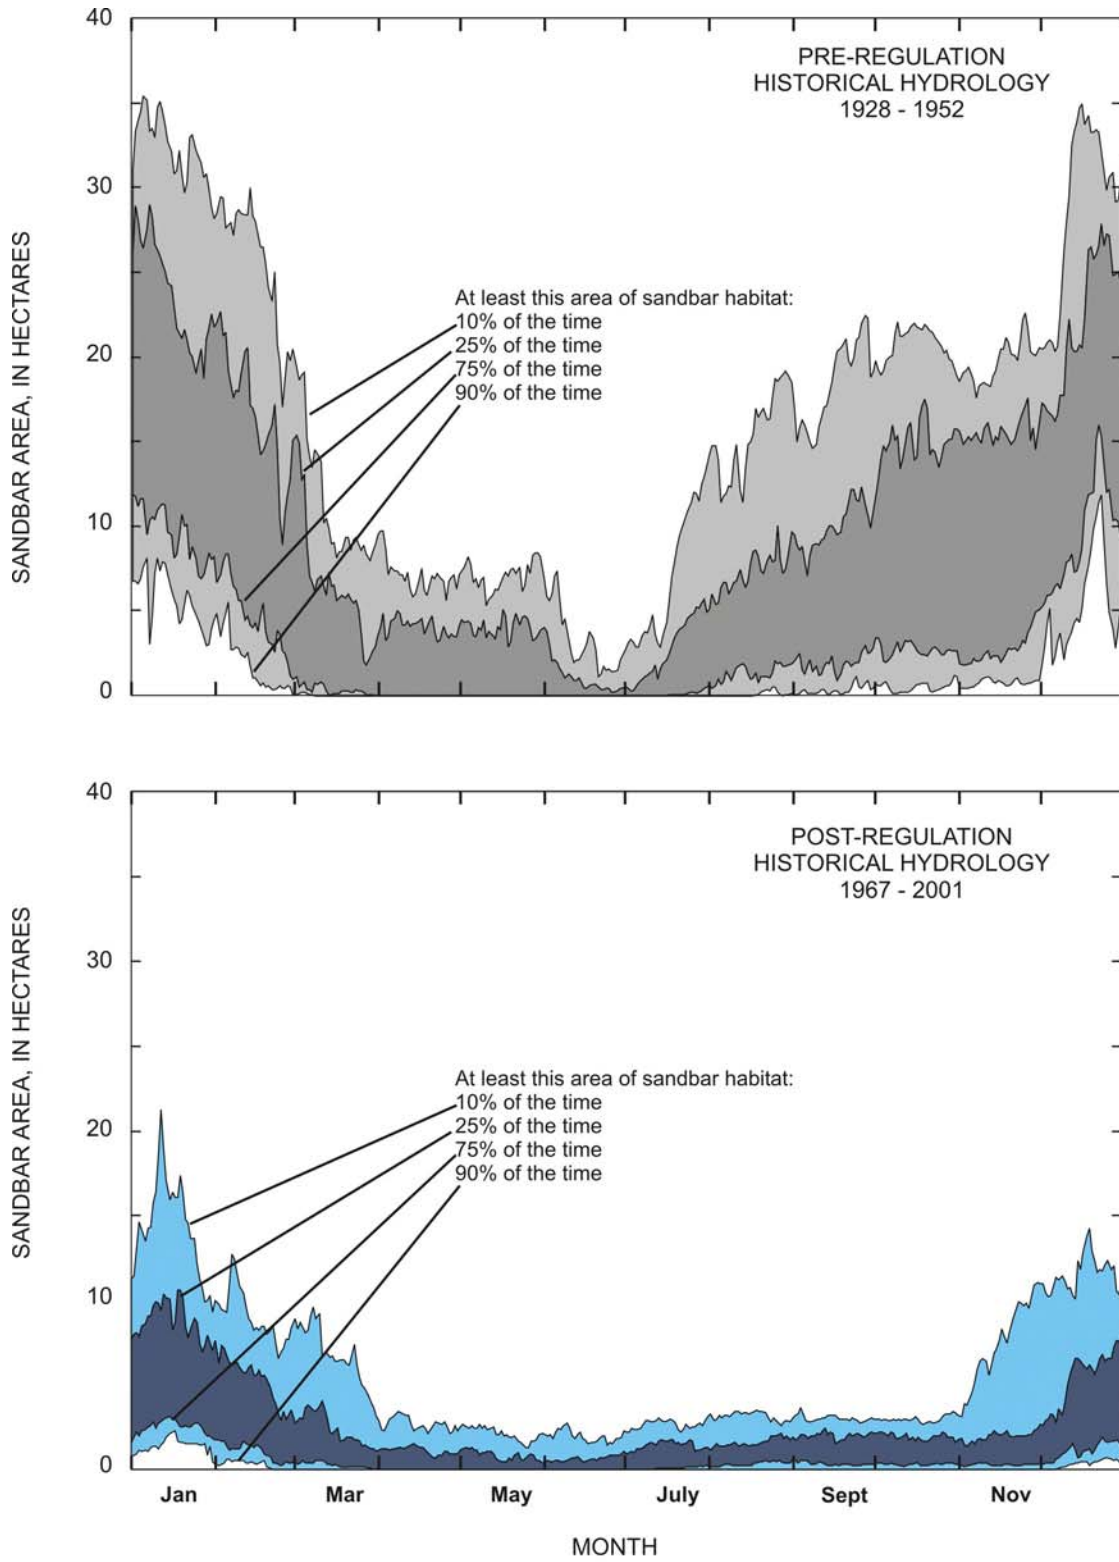 40
PRE-REGULATION
HISTORICAL HYDROLOGY
1928 - 1952
30
At least this area of sandbar habitat:
10% of the time
25% of the time
75% of the time
90% of the time
20
10
0
SANDBAR AREA, IN HECTARES
40
POST-REGULATION
HISTORICAL HYDROLOGY
1967 - 2001
30
At least this area of sandbar habitat:
10% of the time
25% of the time
75% of the time
90% of the time
20
10
0
SANDBAR AREA, IN HECTARES
Jan Mar May July Sept Nov
MONTH